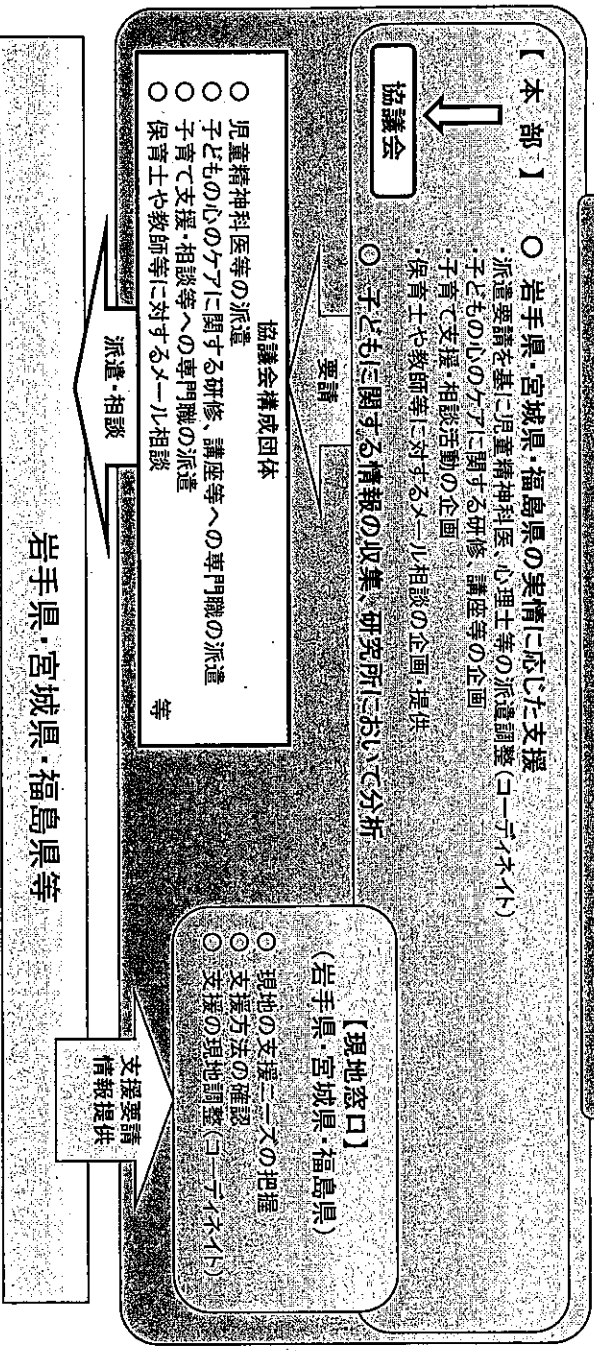 【 本 部 】
○ 岩手県・宮城県・福島県の実情に応じた支援
・派遣要請を基に児童精神科医、心理士等の派遣調整(コーディネイト)
・子どもの心のケアに関する研修、講座等の企画
・子育て支援・相談活動の企画
・保育士や教師等に対するメール相談の企画・提供
○ 子どもに関する情報の収集、研究所において分析
協議会
要請
協議会構成団体
○ 児童精神科医等の派遣
○ 子どもの心のケアに関する研修、講座等への専門職の派遣
○ 子育て支援・相談等への専門職の派遣
○ 保育士や教師等に対するメール相談
等
【現地窓口】
(岩手県・宮城県・福島県)
○ 現地の支援ニーズの把握
○ 支援方法の確認
○ 支援の現地調整(コーディネイト)
派遣・相談
支援要請
情報提供
岩手県・宮城県・福島県等